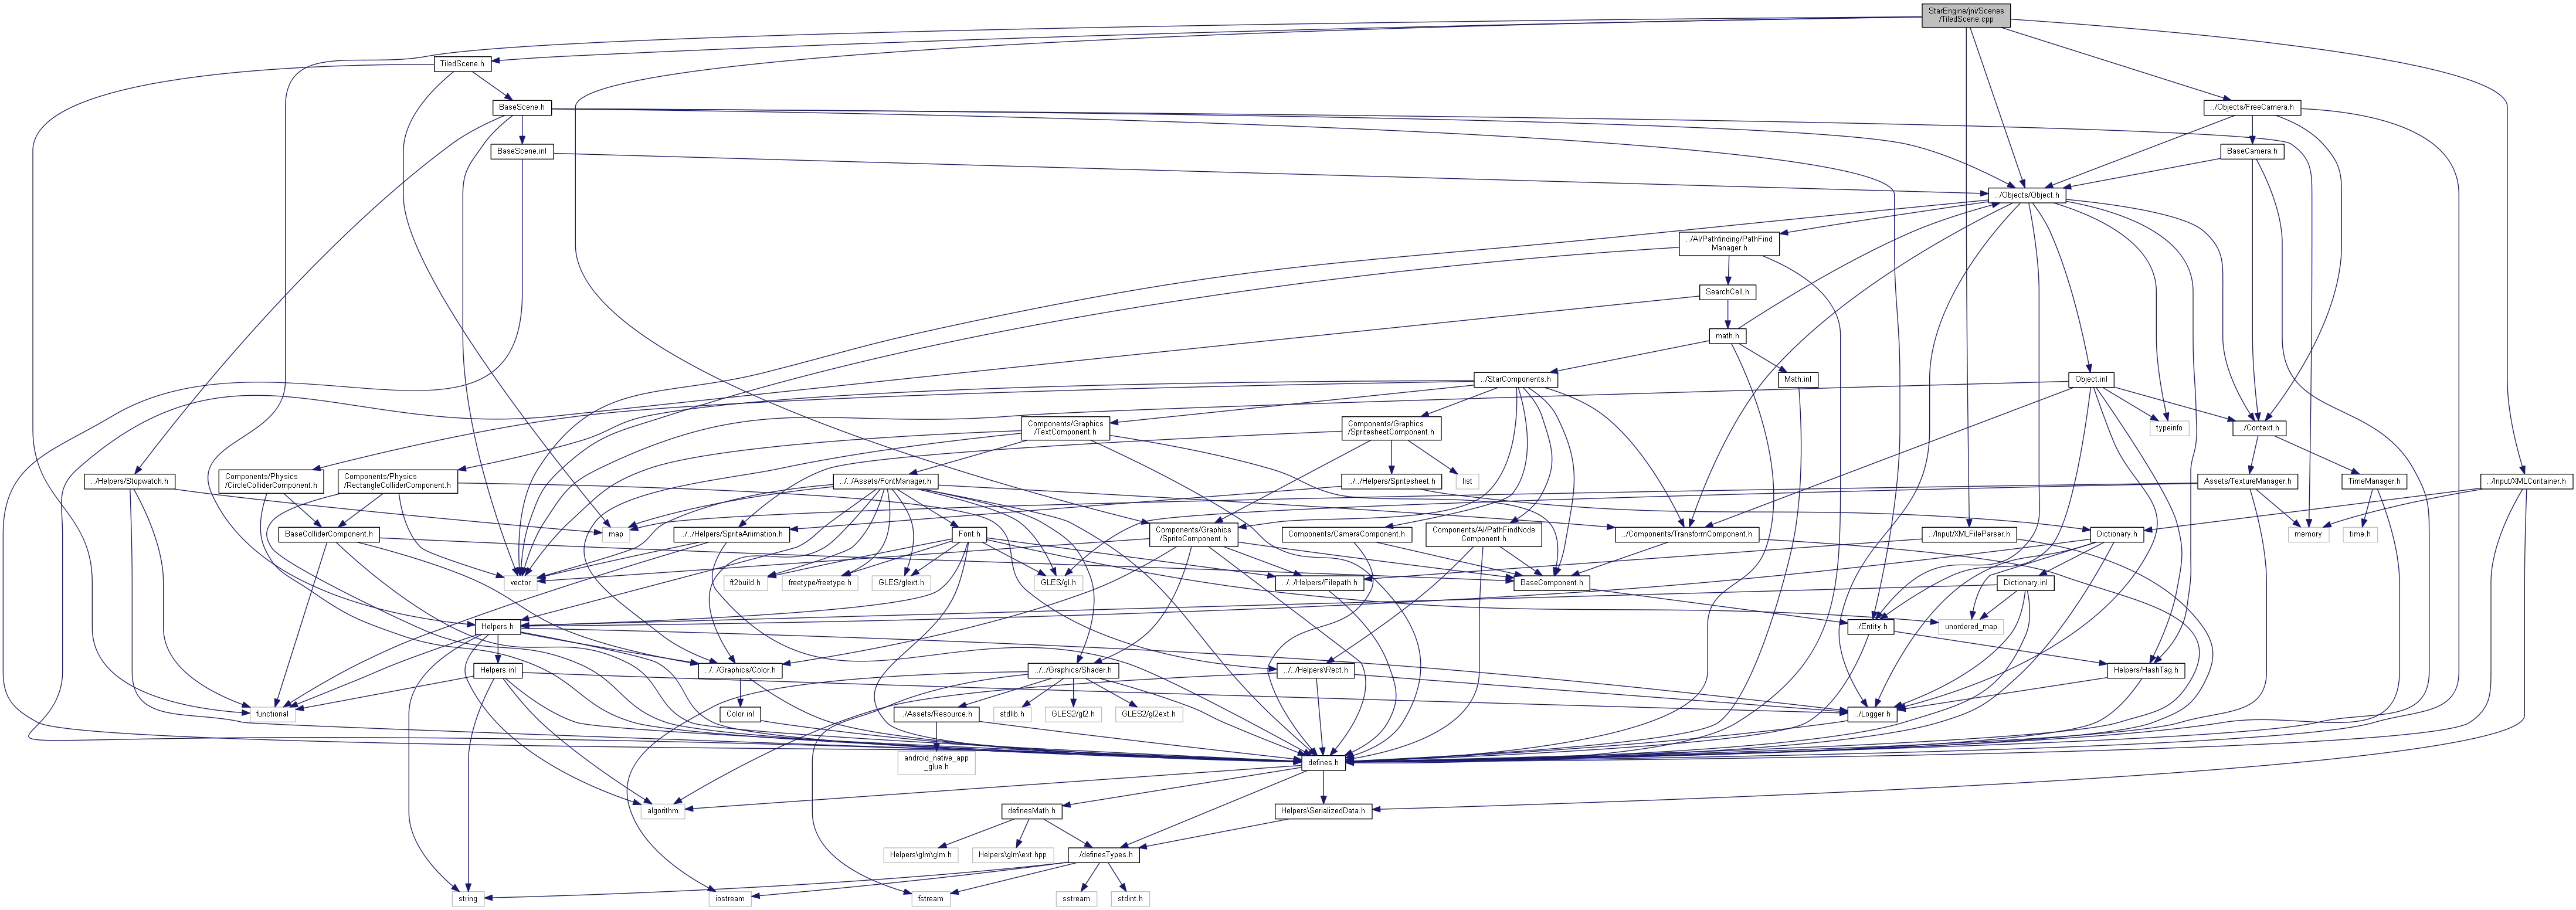 StarEngine/jni/Scenes
/TiledScene.cpp
TiledScene.h
BaseScene.h
../Objects/FreeCamera.h
BaseScene.inl
BaseCamera.h
../Objects/Object.h
../AI/Pathfinding/PathFind
Manager.h
SearchCell.h
math.h
../StarComponents.h
Math.inl
Object.inl
Components/Graphics
/TextComponent.h
Components/Graphics
/SpritesheetComponent.h
typeinfo
../Context.h
../Helpers/Stopwatch.h
Components/Physics
/CircleColliderComponent.h
Components/Physics
/RectangleColliderComponent.h
../../Assets/FontManager.h
../../Helpers/Spritesheet.h
list
Assets/TextureManager.h
TimeManager.h
../Input/XMLContainer.h
BaseColliderComponent.h
map
../../Helpers/SpriteAnimation.h
Font.h
Components/Graphics
/SpriteComponent.h
Components/CameraComponent.h
Components/AI/PathFindNode
Component.h
../Components/TransformComponent.h
../Input/XMLFileParser.h
Dictionary.h
memory
time.h
vector
ft2build.h
freetype/freetype.h
GLES/glext.h
GLES/gl.h
../../Helpers/Filepath.h
BaseComponent.h
Dictionary.inl
Helpers.h
../Entity.h
unordered_map
Helpers.inl
../../Graphics/Color.h
../../Graphics/Shader.h
../../Helpers\Rect.h
Helpers/HashTag.h
functional
Color.inl
../Assets/Resource.h
stdlib.h
GLES2/gl2.h
GLES2/gl2ext.h
../Logger.h
android_native_app
_glue.h
defines.h
algorithm
definesMath.h
Helpers\SerializedData.h
Helpers\glm\glm.h
Helpers\glm\ext.hpp
../definesTypes.h
string
iostream
fstream
sstream
stdint.h